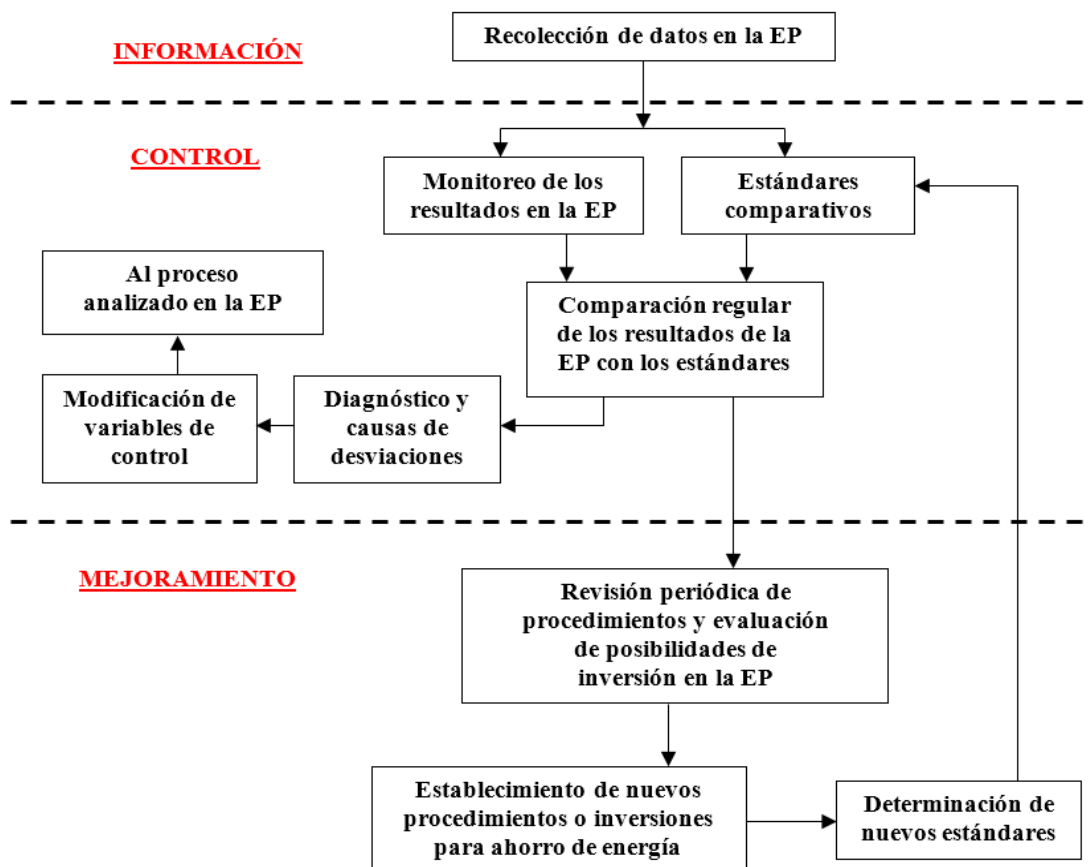 INFORMACIÓN
Recolección de datos en la EP
CONTROL
Monitoreo de los
resultados en la EP
Estándares
comparativos
Al proceso
analizado en la EP
Comparación regular
de los resultados de la
EP con los estándares
Modificación de
variables de
control
Diagnóstico y
causas de
desviaciones
MEJORAMIENTO
Revisión periódica de
procedimientos y evaluación
de posibilidades de
inversión en la EP
Establecimiento de nuevos
procedimientos o inversiones
para ahorro de energía
Determinación de
nuevos estándares